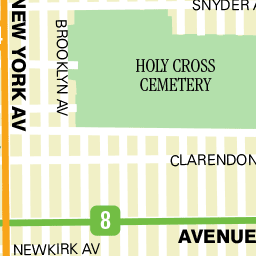 SNYDER A
NEW YORK AV
BROOKLYN AV
HOLY CROSS
CEMETERY
CLARENDON
8
AVENUE
NEWKIRK AV